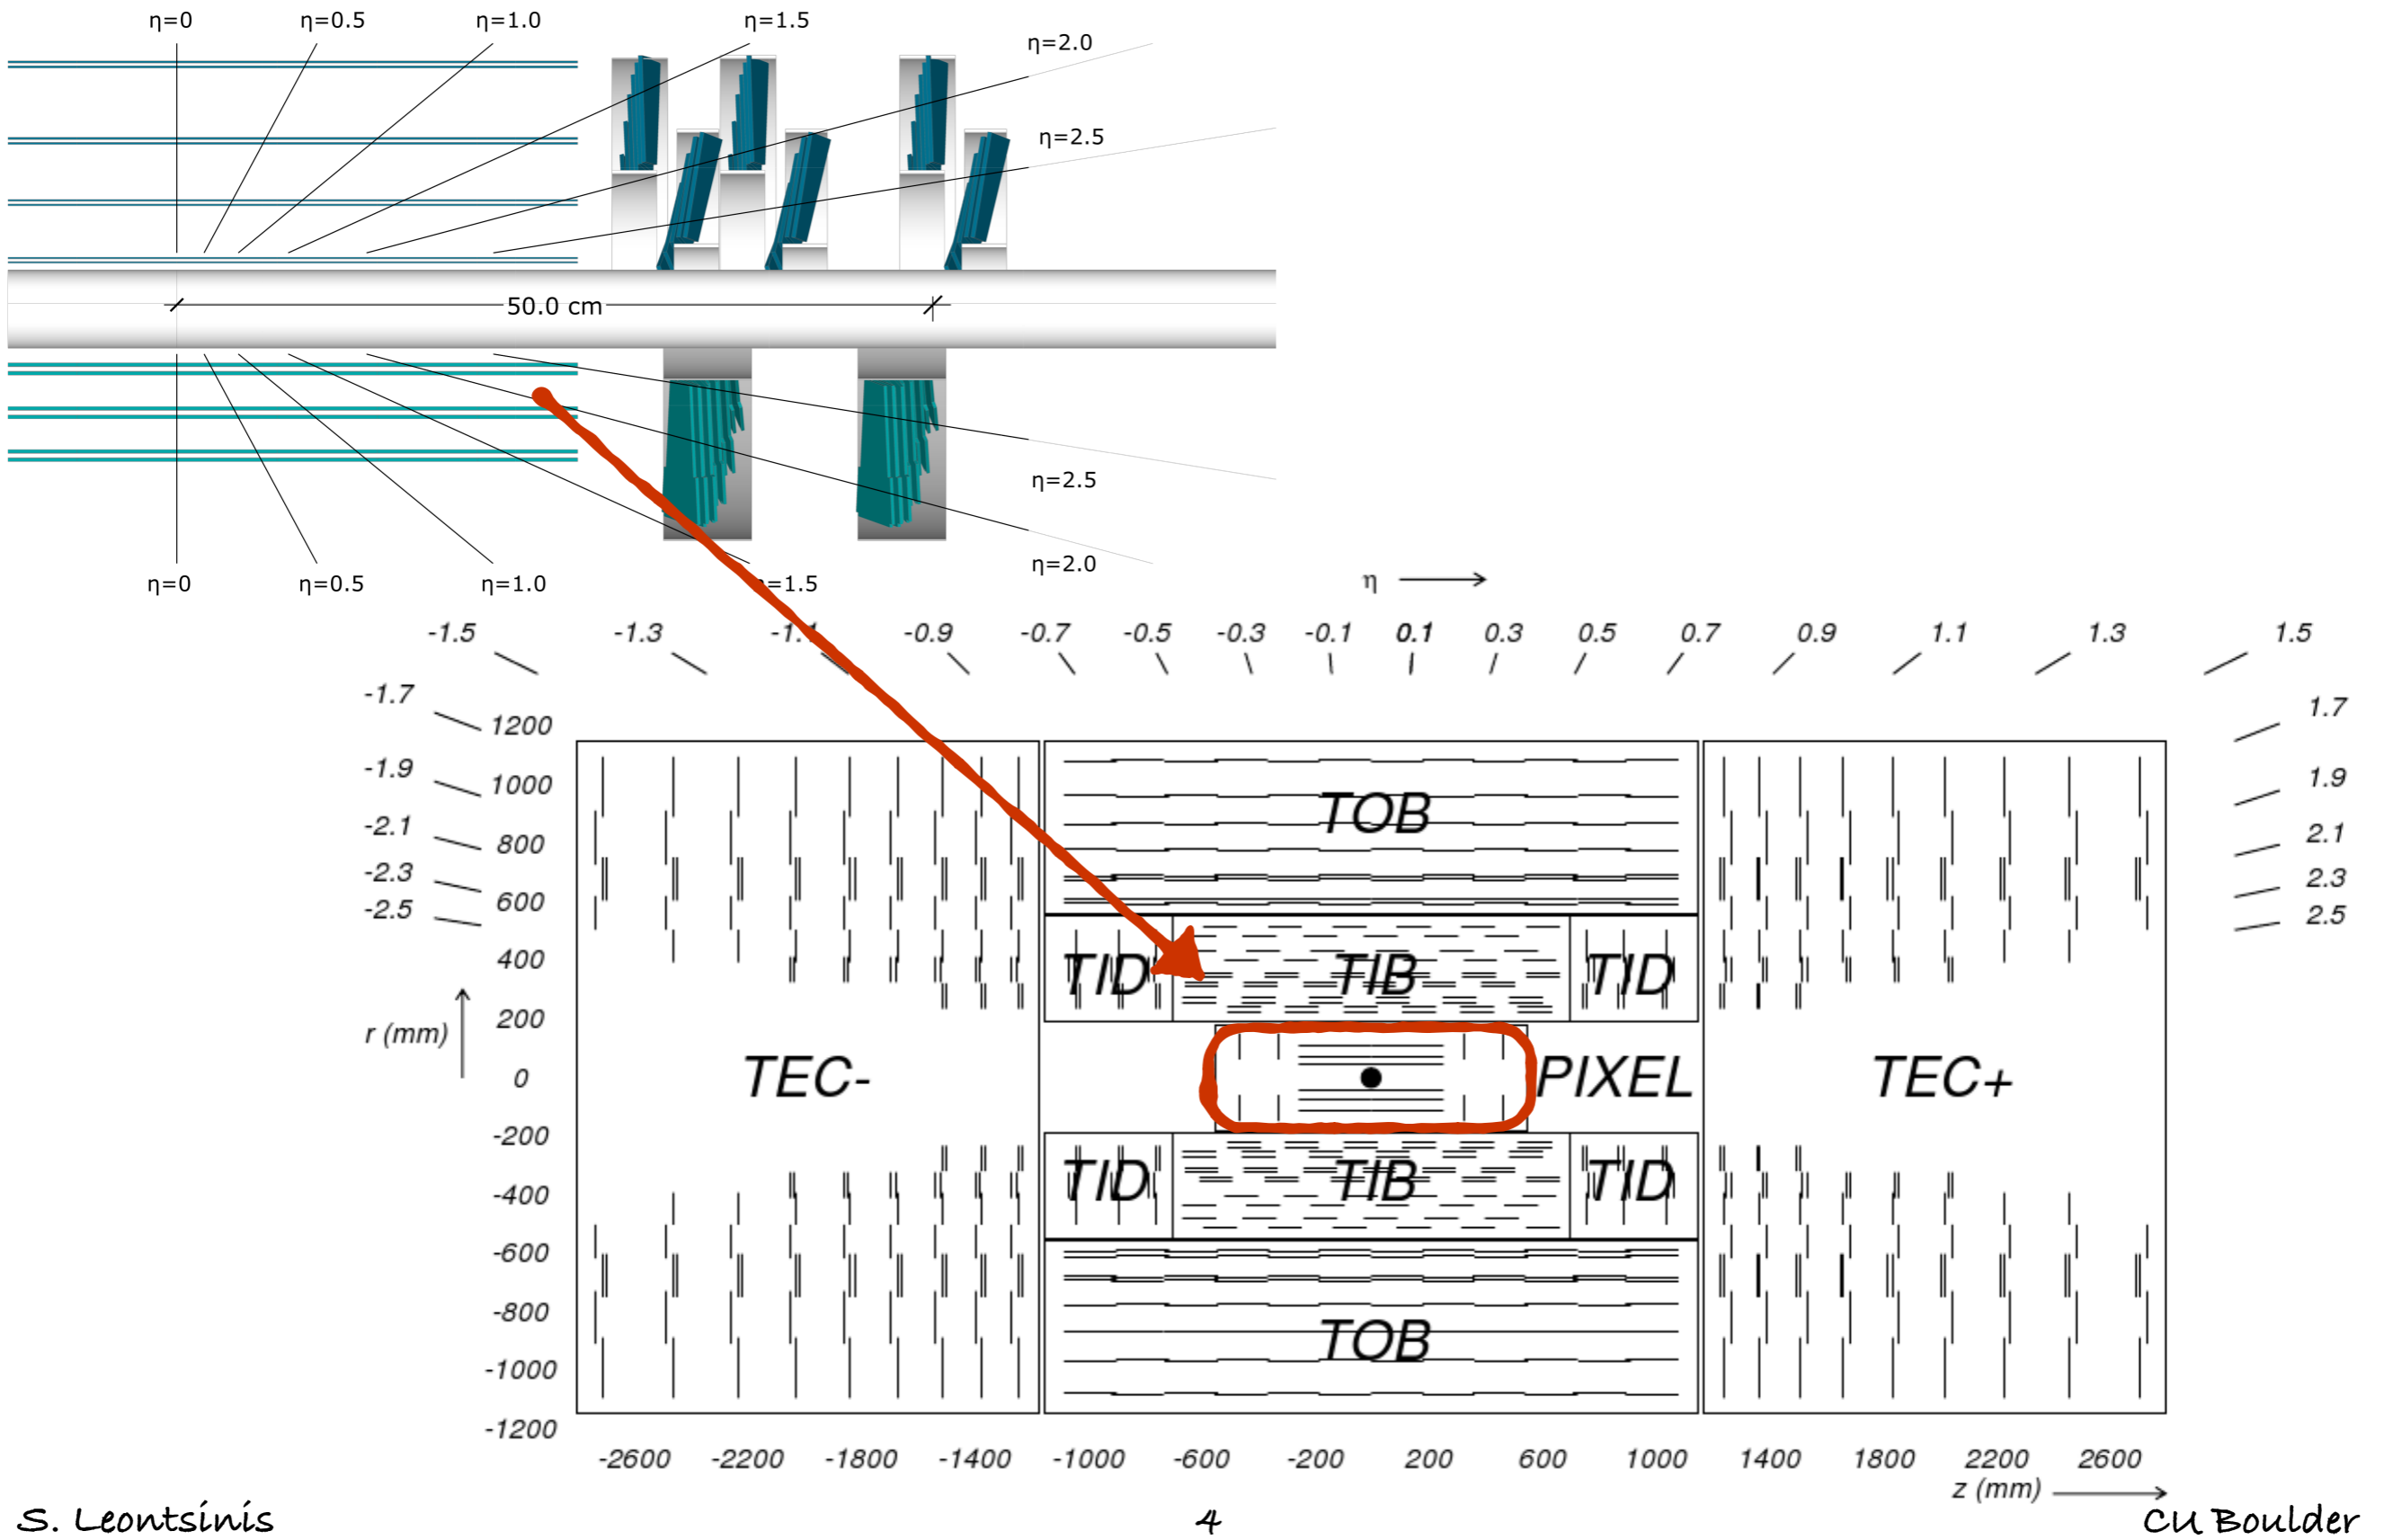 η=0 η=0.5 η=1.0 η=1.5
η=2.0
η=2.5
50.0 cm
η=2.5
η=2.0
η=0 η=0.5 η=1.0 η=1.5
η
-1.5 -1.3 -1.1 -0.9 -0.7 -0.5 -0.3 -0.1 0.1 0.3 0.5 0.7 0.9 1.1 1.3 1.5
-1.7 1.7
1200
-1.9 1.9
1000
-2.1 2.1
800
-2.3 2.3
600
-2.5 2.5
TOB
400
TID TIB TID
200
r (mm)
0
TEC- PIXEL TEC+
-200
-400
TID TIB TID
-600
-800
TOB
-1000
-1200
-2600 -2200 -1800 -1400 -1000 -600 -200 200 600 1000 1400 1800 2200 2600
z (mm)
S. Leontsinis 4 CU Boulder